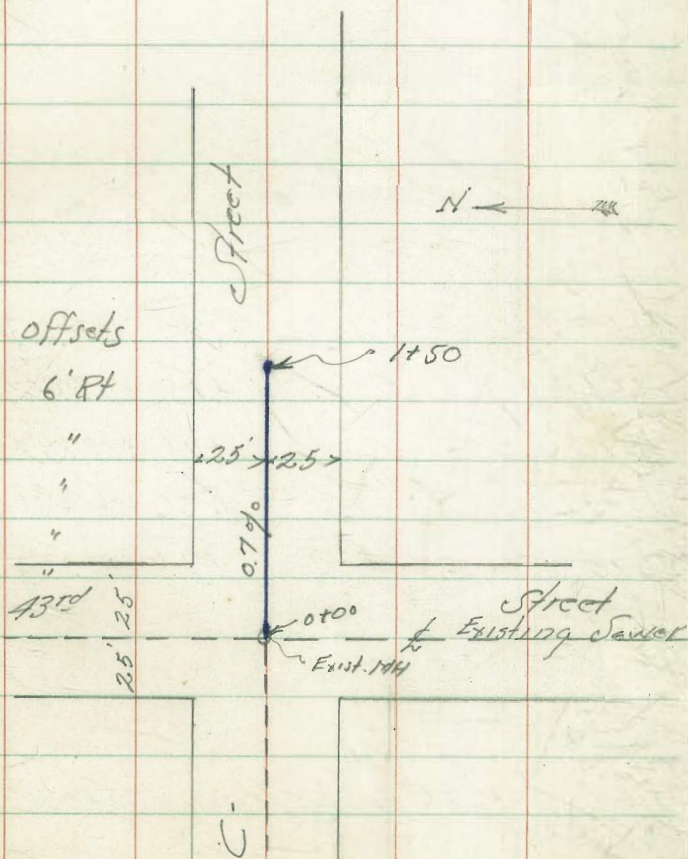 Street
N
offsets
6' Rt
"
"
"
"
1+50
25' 25
0.7%
43rd
25' 25'
0+00
Exist. MH
Street
℄ Existing Sewer
C.